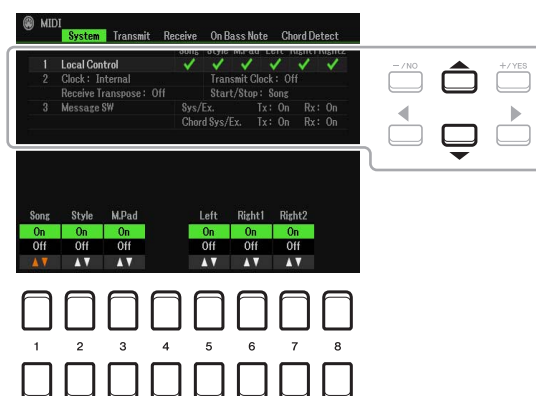 MIDI
System Transmit Receive On Bass Note Chord Detect
Song Style M.Pad Left Right1 Right2
1 Local Control
2 Clock: Internal Transmit Clock: Off
Receive Transpose: Off Start/Stop: Song
3 Message SW Sys/Ex. Tx: On Rx: On
Chord Sys/Ex. Tx: On Rx: On
-/NO +/YES
Song Style M.Pad Left Right1 Right2
On On On On On On
Off Off Off Off Off Off
1 2 3 4 5 6 7 8